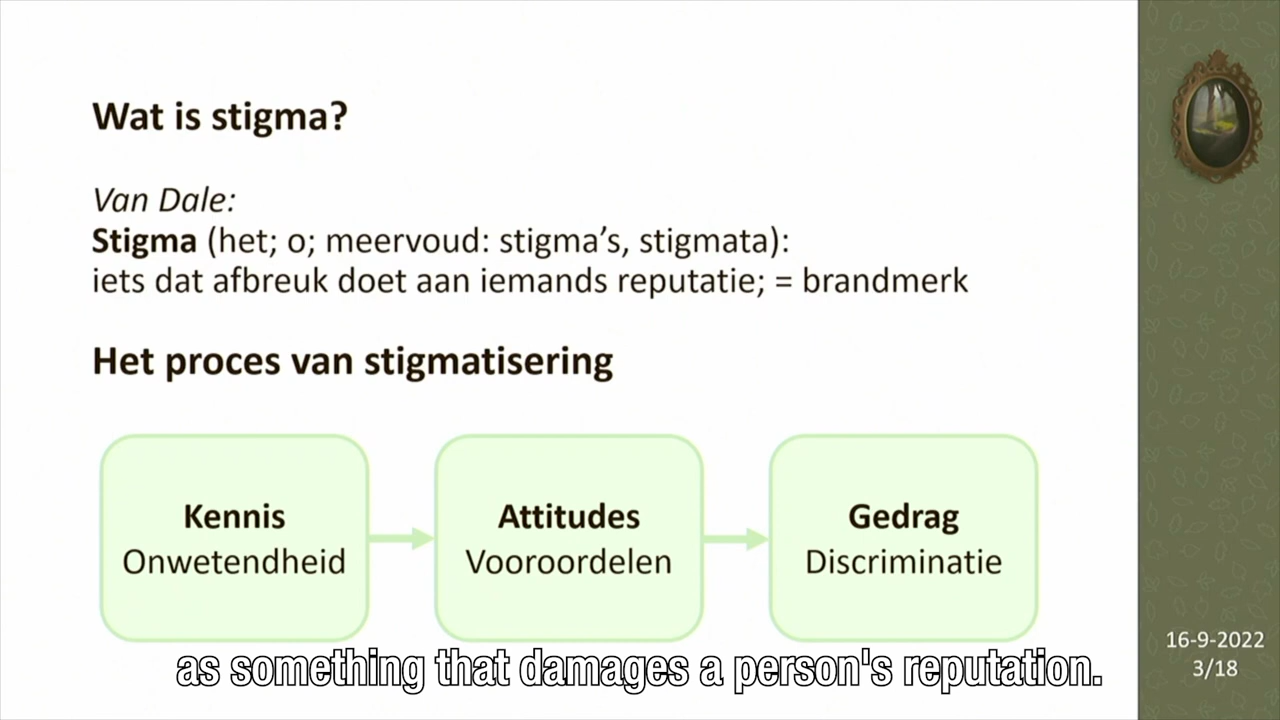 Wat is stigma?
Van Dale:
Stigma (het; o; meervoud: stigma’s, stigmata):
iets dat afbreuk doet aan iemands reputatie; = brandmerk
Het proces van stigmatisering
Kennis
Onwetendheid
Attitudes
Vooroordelen
Gedrag
Discriminatie
as something that damages a person's reputation.
16-9-2022
3/18